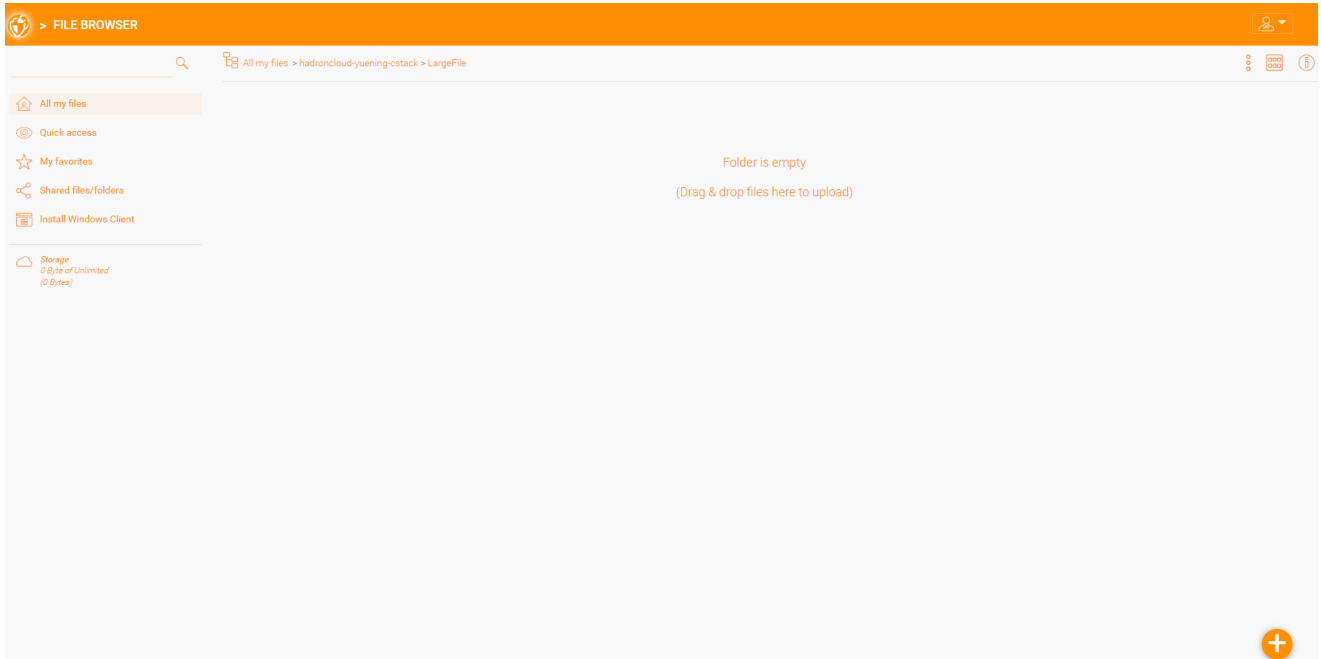 > FILE BROWSER
All my files > hadroncloud-yuening-cstack > LargeFile
All my files
Quick access
My favorites
Shared files/folders
Install Windows Client
Storage
0 Byte of Unlimited
(0 Bytes)
Folder is empty
(Drag & drop files here to upload)